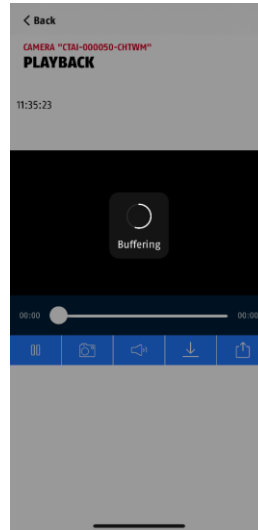 < Back
CAMERA "CTAI-000050-CHTWM"
PLAYBACK
11:35:23
Buffering
00:00 00:00